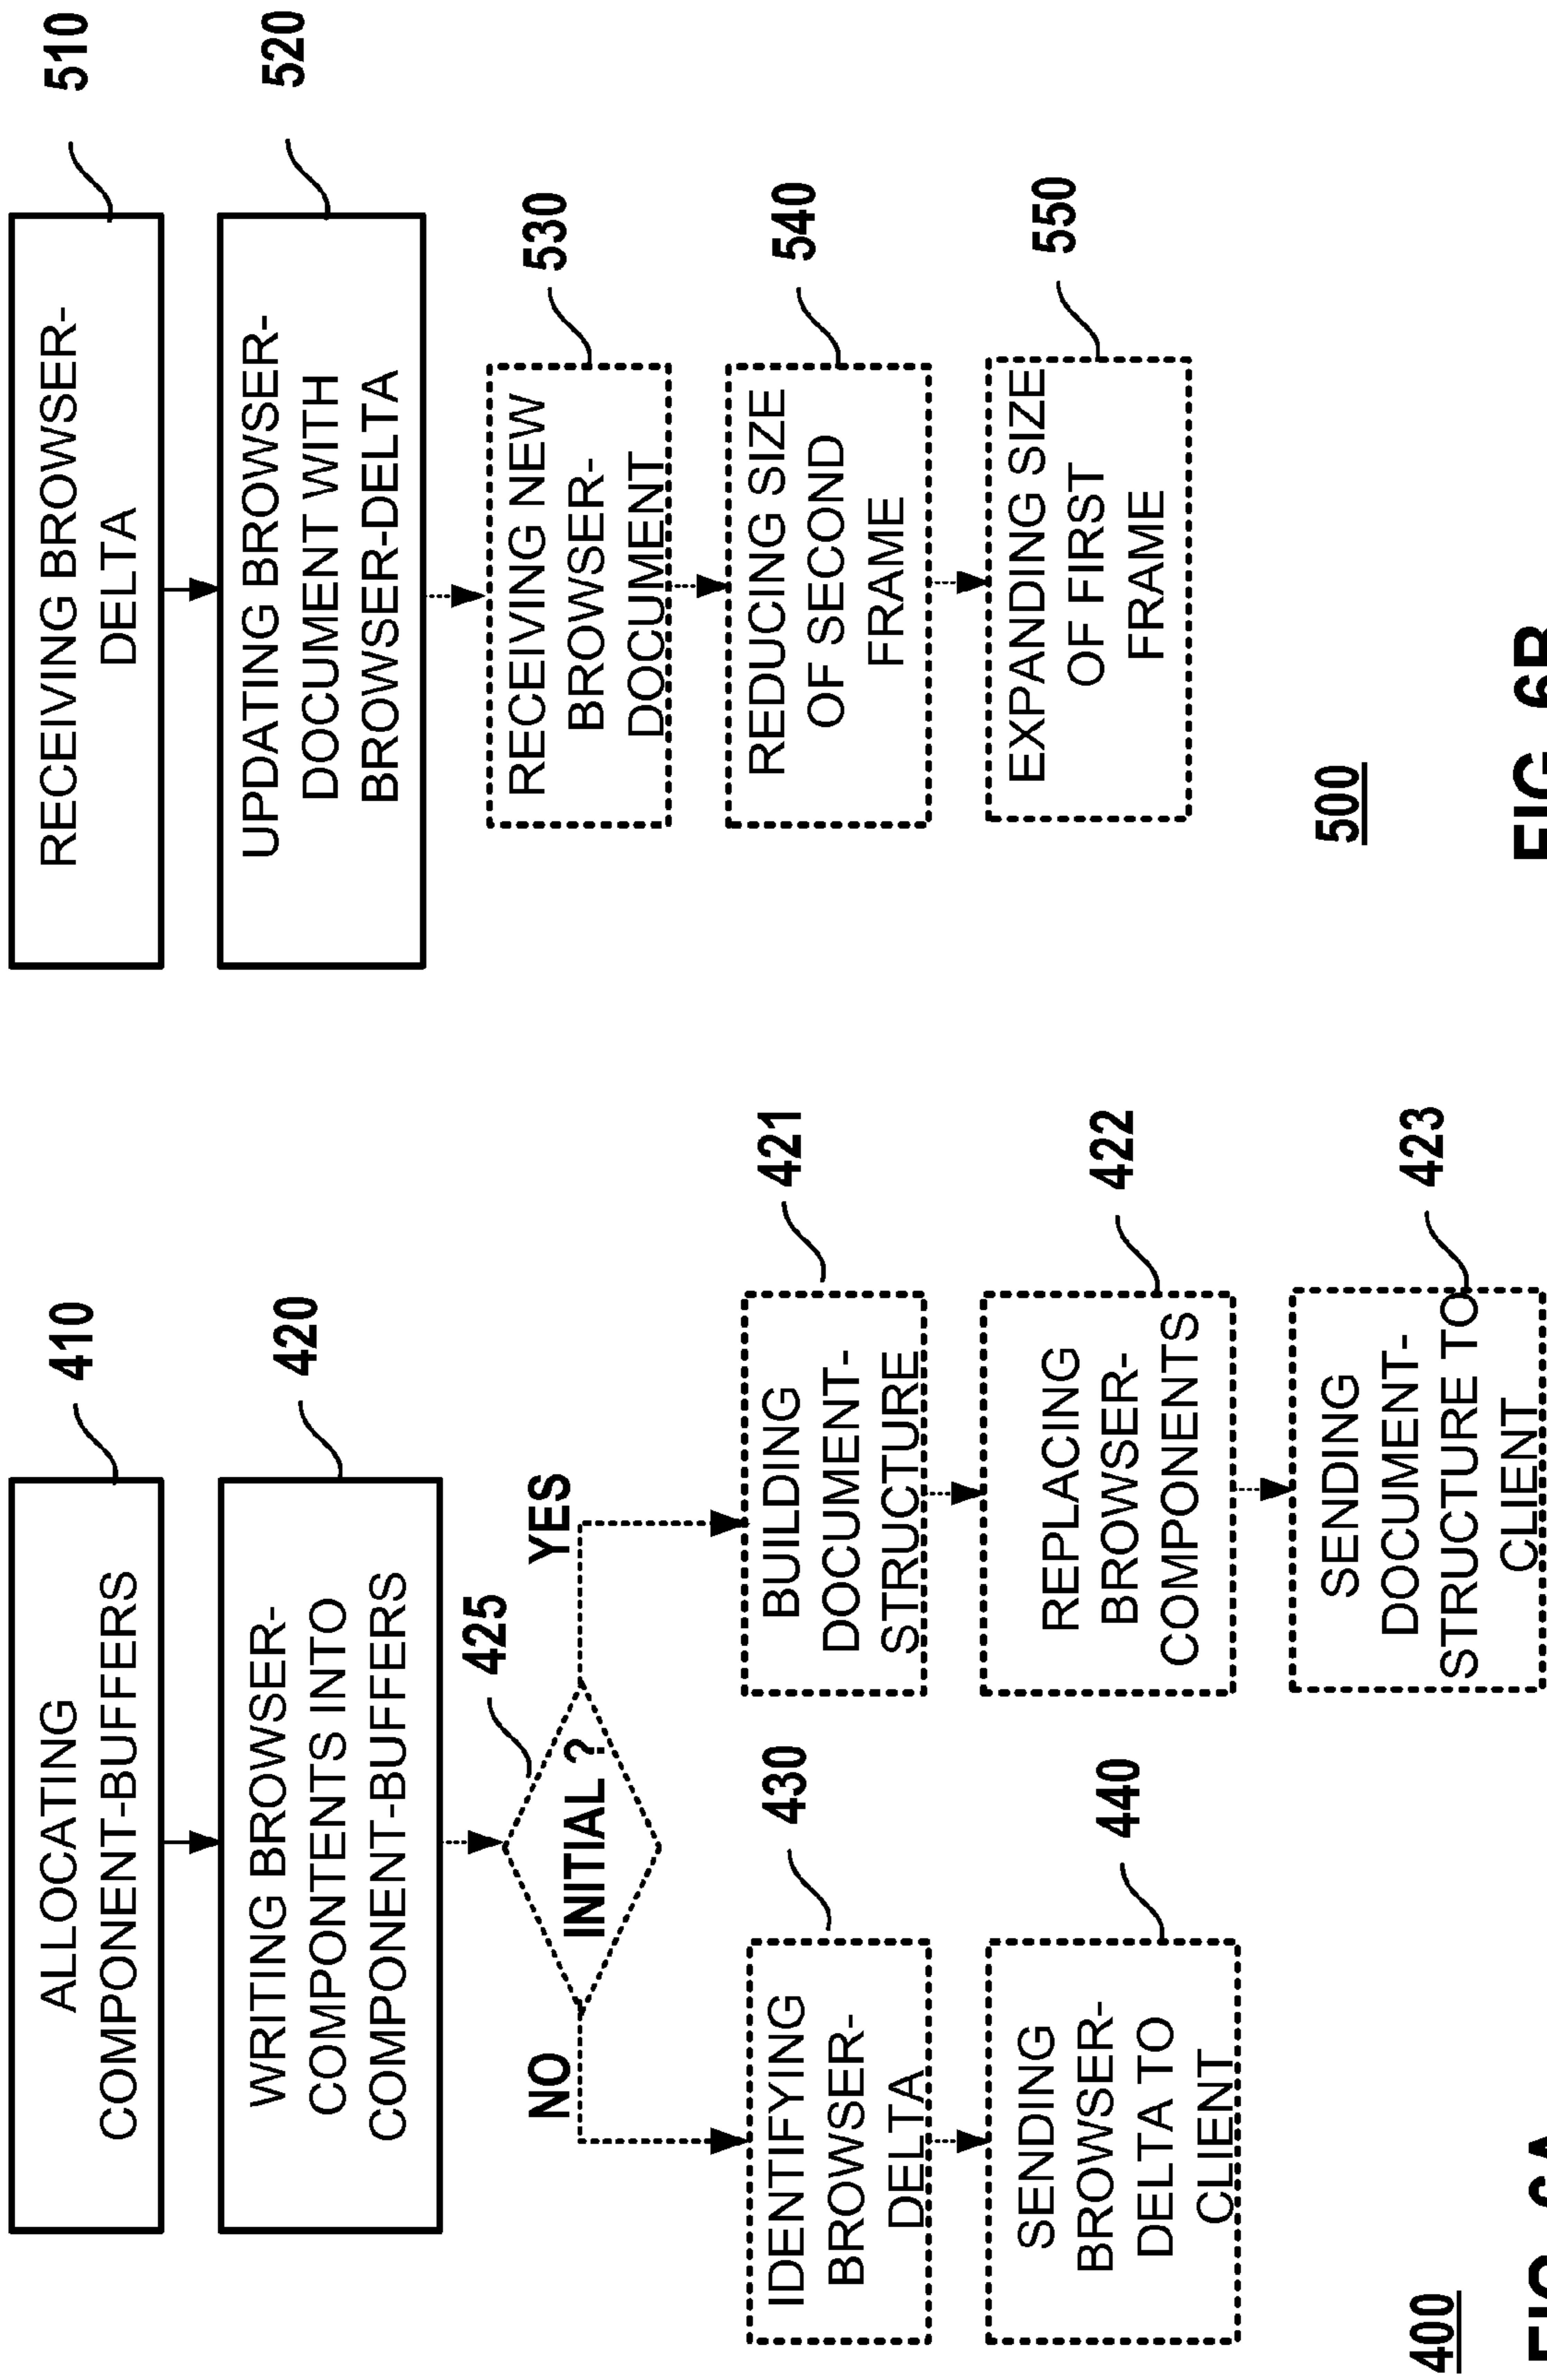 410
ALLOCATING
COMPONENT-BUFFERS
420
WRITING BROWSER-
COMPONTENTS INTO
COMPONENT-BUFFERS
425
INITIAL ?
NO
YES
430
IDENTIFYING
BROWSER-
DELTA
440
SENDING
BROWSER-
DELTA TO
CLIENT
421
BUILDING
DOCUMENT-
STRUCTURE
422
REPLACING
BROWSER-
COMPONENTS
423
SENDING
DOCUMENT-
STRUCTURE TO
CLIENT
400
FIG. 6A
510
RECEIVING BROWSER-
DELTA
520
UPDATING BROWSER-
DOCUMENT WITH
BROWSER-DELTA
530
RECEIVING NEW
BROWSER-
DOCUMENT
540
REDUCING SIZE
OF SECOND
FRAME
550
EXPANDING SIZE
OF FIRST
FRAME
500
FIG. 6B